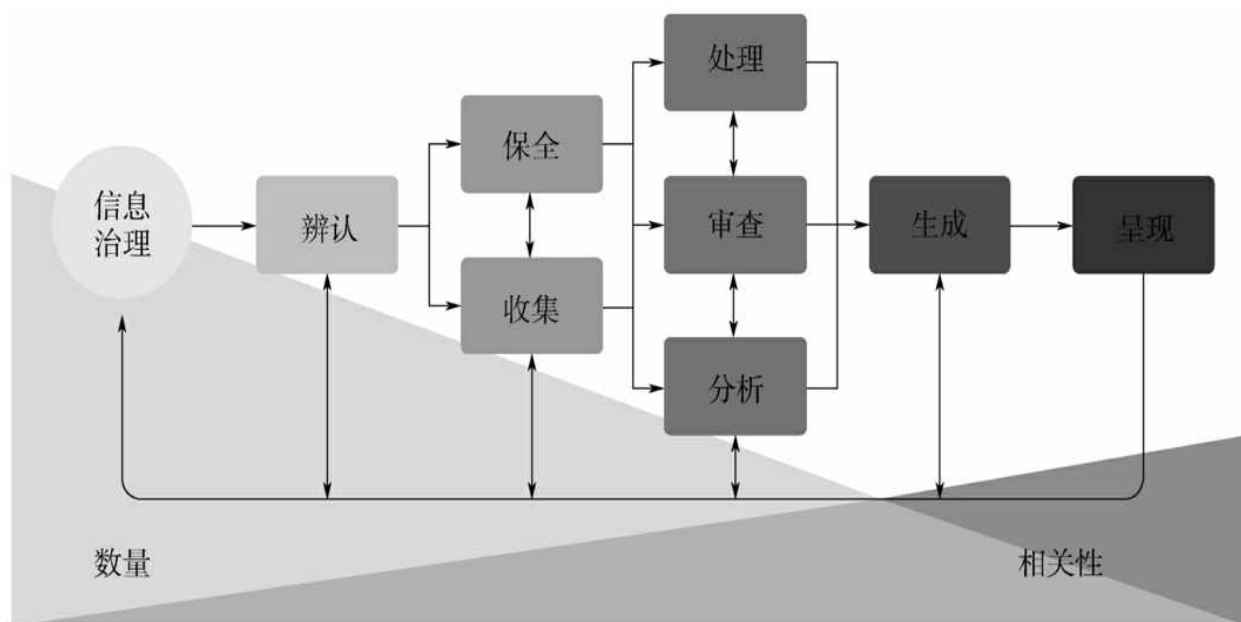 信息
治理
辨认
保全
收集
处理
审查
分析
生成
呈现
数量
相关性